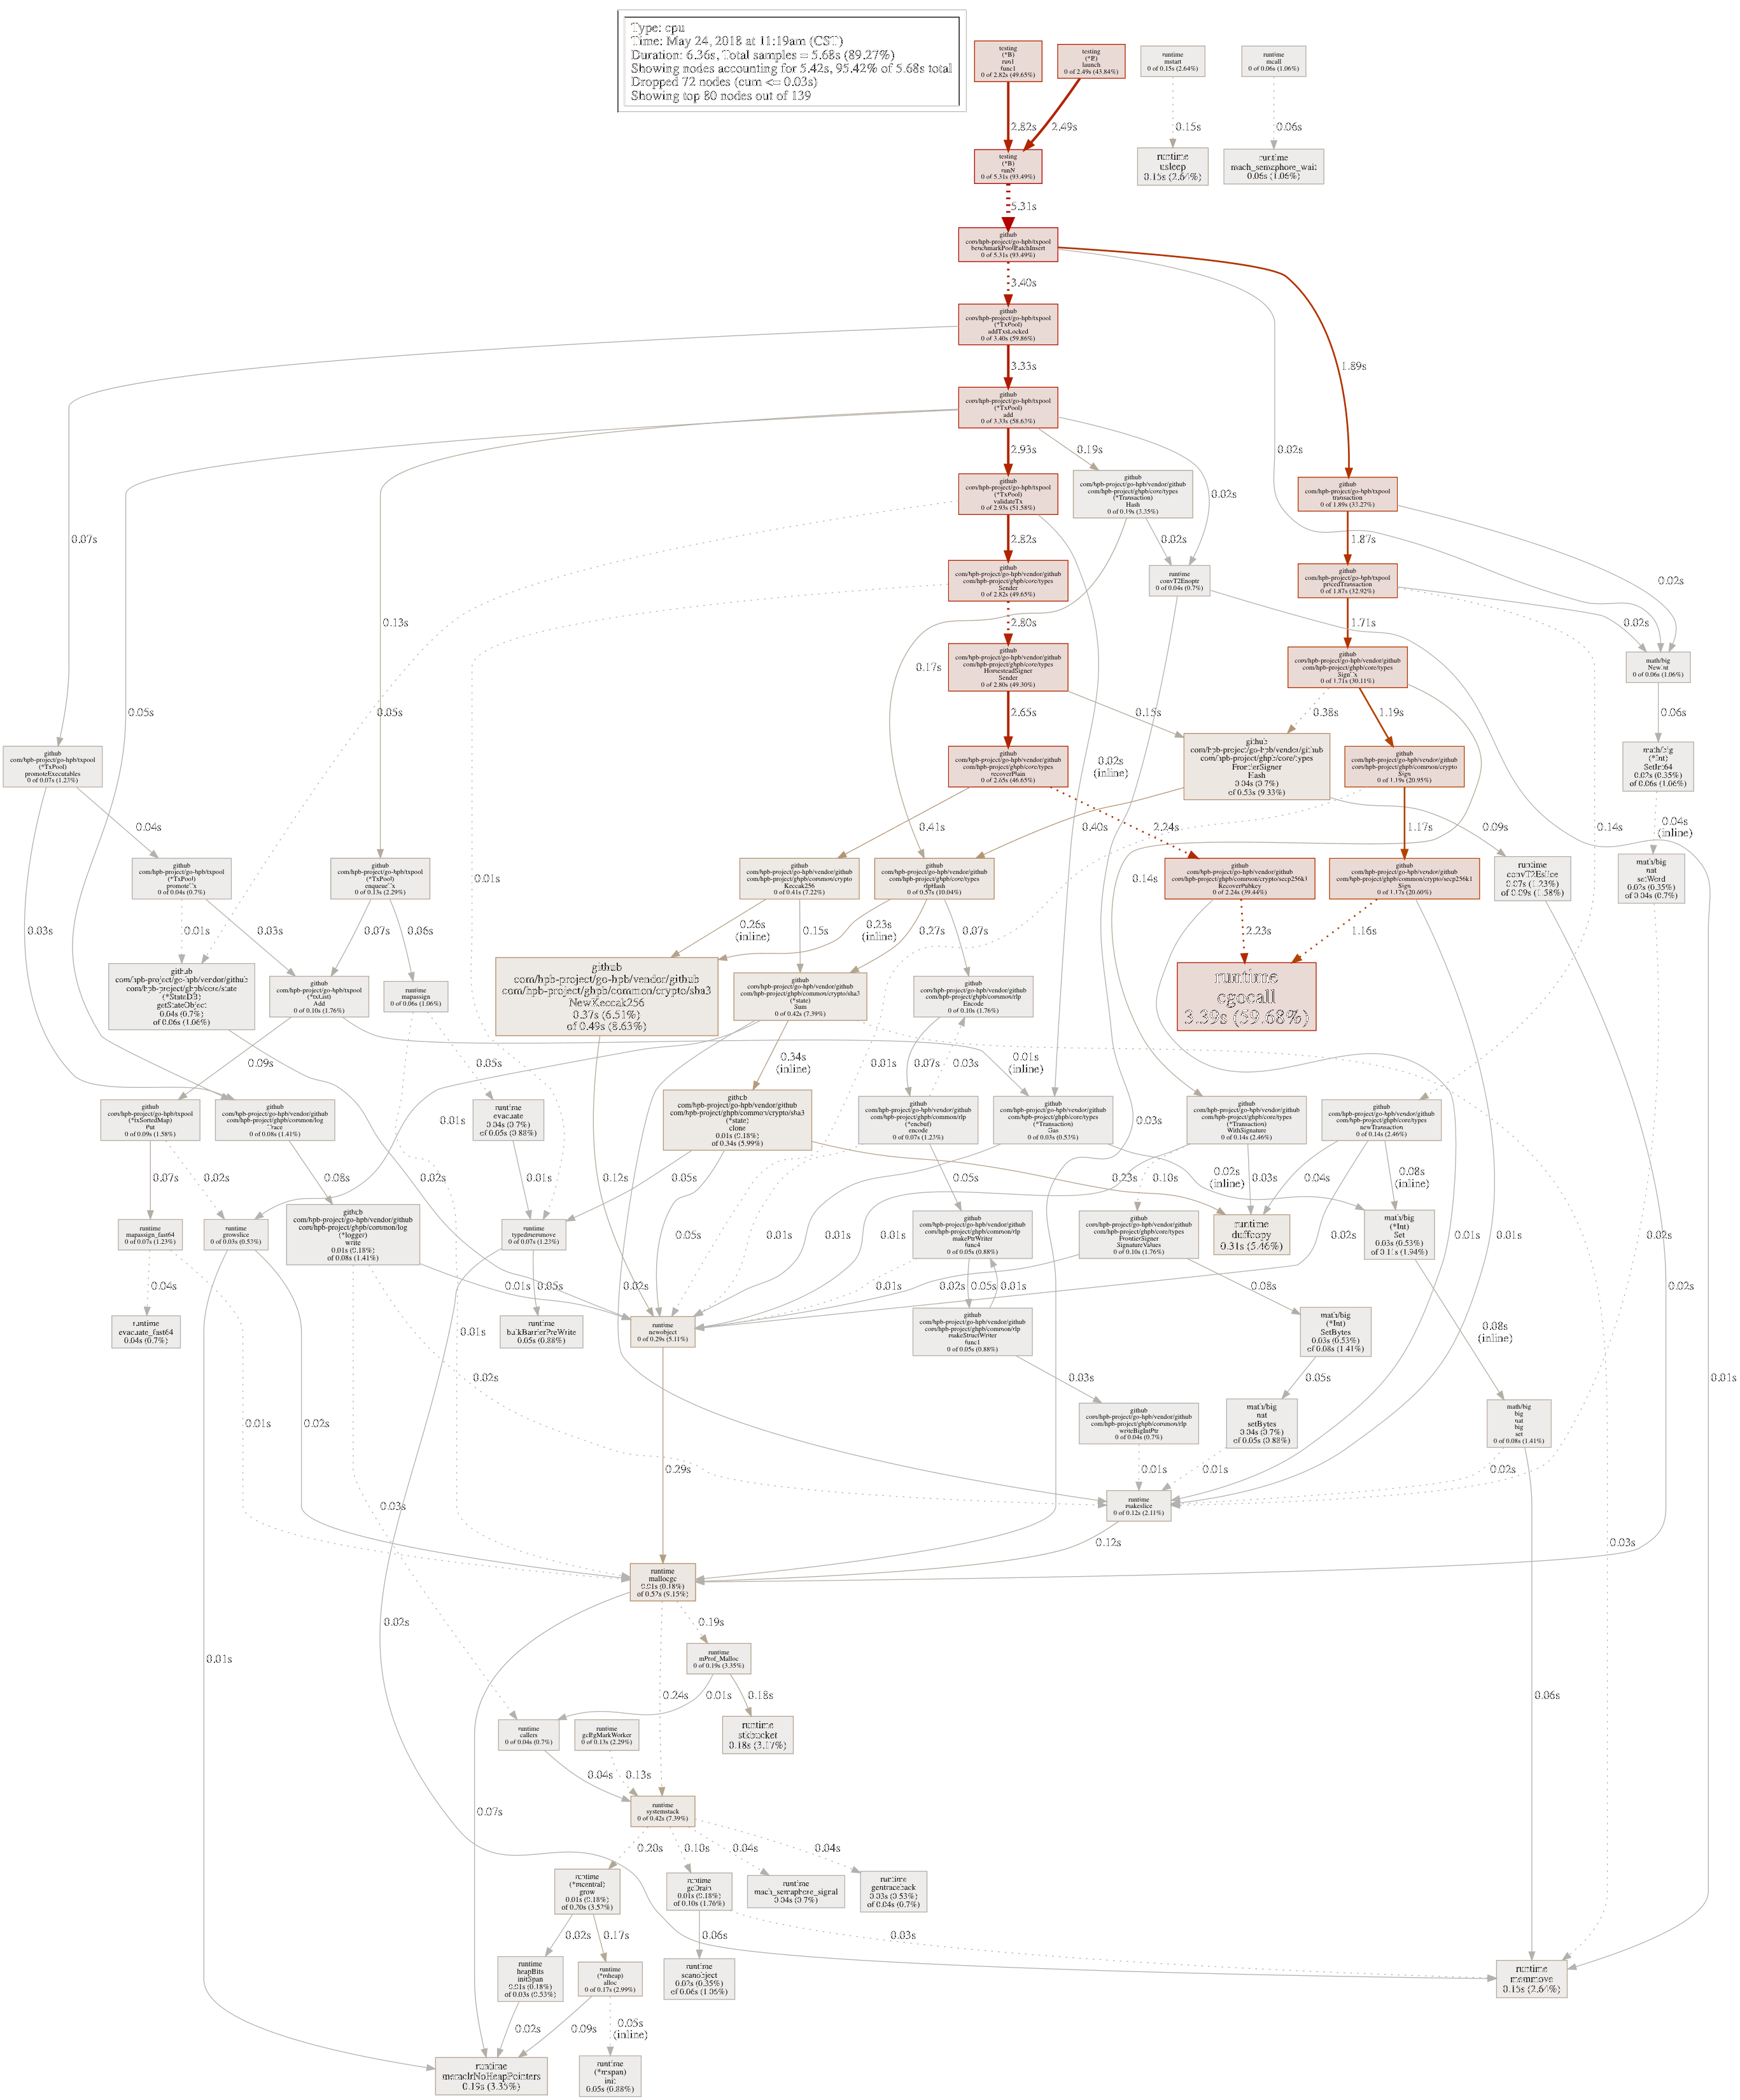 Type: cpu
Time: May 24, 2018 at 11:19am (CST)
Duration: 6.36s, Total samples = 5.68s (89.27%)
Showing nodes accounting for 5.42s, 95.42% of 5.68s total
Dropped 72 nodes (cum <= 0.03s)
Showing top 80 nodes out of 139
testing
(*B)
run1
func1
0 of 2.82s (49.65%)
testing
(*B)
launch
0 of 2.49s (43.84%)
runtime
mstart
0 of 0.15s (2.64%)
runtime
mcall
0 of 0.06s (1.06%)
2.82s
2.49s
0.15s
0.06s
testing
(*B)
runN
0 of 5.31s (93.49%)
runtime
usleep
0.15s (2.64%)
runtime
mach_semaphore_wait
0.06s (1.06%)
5.31s
github
com/hpb-project/go-hpb/txpool
benchmarkPoolBatchInsert
0 of 5.31s (93.49%)
3.40s
github
com/hpb-project/go-hpb/txpool
(*TxPool)
addTxsLocked
0 of 3.40s (59.86%)
3.33s
1.89s
github
com/hpb-project/go-hpb/txpool
(*TxPool)
add
0 of 3.33s (58.63%)
2.93s
0.19s
0.02s
github
com/hpb-project/go-hpb/txpool
(*TxPool)
validateTx
0 of 2.93s (51.58%)
github
com/hpb-project/go-hpb/vendor/github
com/hpb-project/ghpb/core/types
(*Transaction)
Hash
0 of 0.19s (3.35%)
0.02s
github
com/hpb-project/go-hpb/txpool
transaction
0 of 1.89s (33.27%)
0.07s
2.82s
0.02s
1.87s
github
com/hpb-project/go-hpb/vendor/github
com/hpb-project/ghpb/core/types
Sender
0 of 2.82s (49.65%)
runtime
convT2Enoptr
0 of 0.04s (0.7%)
github
com/hpb-project/go-hpb/txpool
pricedTransaction
0 of 1.87s (32.92%)
0.02s
0.13s
2.80s
1.71s
0.02s
github
com/hpb-project/go-hpb/vendor/github
com/hpb-project/ghpb/core/types
HomesteadSigner
Sender
0 of 2.80s (49.30%)
0.17s
github
com/hpb-project/go-hpb/vendor/github
com/hpb-project/ghpb/core/types
SignTx
0 of 1.71s (30.11%)
math/big
NewInt
0 of 0.06s (1.06%)
0.05s
0.05s
2.65s
0.15s
0.38s
1.19s
0.06s
github
com/hpb-project/go-hpb/txpool
(*TxPool)
promoteExecutables
0 of 0.07s (1.23%)
github
com/hpb-project/go-hpb/vendor/github
com/hpb-project/ghpb/core/types
recoverPlain
0 of 2.65s (46.65%)
0.02s
(inline)
github
com/hpb-project/go-hpb/vendor/github
com/hpb-project/ghpb/core/types
FrontierSigner
Hash
0.04s (0.7%)
of 0.53s (9.33%)
github
com/hpb-project/go-hpb/vendor/github
com/hpb-project/ghpb/common/crypto
Sign
0 of 1.19s (20.95%)
math/big
(*Int)
SetInt64
0.02s (0.35%)
of 0.06s (1.06%)
0.04s
0.01s
0.41s
0.40s
2.24s
1.17s
0.09s
0.14s
0.04s
(inline)
github
com/hpb-project/go-hpb/txpool
(*TxPool)
promoteTx
0 of 0.04s (0.7%)
github
com/hpb-project/go-hpb/txpool
(*TxPool)
enqueueTx
0 of 0.13s (2.29%)
github
com/hpb-project/go-hpb/vendor/github
com/hpb-project/ghpb/common/crypto
Keccak256
0 of 0.41s (7.22%)
github
com/hpb-project/go-hpb/vendor/github
com/hpb-project/ghpb/core/types
rlpHash
0 of 0.57s (10.04%)
0.14s
github
com/hpb-project/go-hpb/vendor/github
com/hpb-project/ghpb/common/crypto/secp256k1
RecoverPubkey
0 of 2.24s (39.44%)
github
com/hpb-project/go-hpb/vendor/github
com/hpb-project/ghpb/common/crypto/secp256k1
Sign
0 of 1.17s (20.60%)
runtime
convT2Eslice
0.07s (1.23%)
of 0.09s (1.58%)
math/big
nat
setWord
0.02s (0.35%)
of 0.04s (0.7%)
0.03s
0.01s
0.03s
0.07s
0.06s
0.26s
(inline)
0.15s
0.23s
(inline)
0.27s
0.07s
2.23s
1.16s
github
com/hpb-project/go-hpb/vendor/github
com/hpb-project/ghpb/core/state
(*StateDB)
getStateObject
0.04s (0.7%)
of 0.06s (1.06%)
github
com/hpb-project/go-hpb/txpool
(*txList)
Add
0 of 0.10s (1.76%)
runtime
mapassign
0 of 0.06s (1.06%)
github
com/hpb-project/go-hpb/vendor/github
com/hpb-project/ghpb/common/crypto/sha3
NewKeccak256
0.37s (6.51%)
of 0.49s (8.63%)
github
com/hpb-project/go-hpb/vendor/github
com/hpb-project/ghpb/common/crypto/sha3
(*state)
Sum
0 of 0.42s (7.39%)
github
com/hpb-project/go-hpb/vendor/github
com/hpb-project/ghpb/common/rlp
Encode
0 of 0.10s (1.76%)
runtime
cgocall
3.39s (59.68%)
0.09s
0.05s
0.34s
(inline)
0.01s
0.07s
0.03s
0.01s
(inline)
github
com/hpb-project/go-hpb/txpool
(*txSortedMap)
Put
0 of 0.09s (1.58%)
github
com/hpb-project/go-hpb/vendor/github
com/hpb-project/ghpb/common/log
Trace
0 of 0.08s (1.41%)
0.01s
0.01s
runtime
evacuate
0.04s (0.7%)
of 0.05s (0.88%)
github
com/hpb-project/go-hpb/vendor/github
com/hpb-project/ghpb/common/crypto/sha3
(*state)
clone
0.01s (0.18%)
of 0.34s (5.99%)
github
com/hpb-project/go-hpb/vendor/github
com/hpb-project/ghpb/common/rlp
(*encbuf)
encode
0 of 0.07s (1.23%)
github
com/hpb-project/go-hpb/vendor/github
com/hpb-project/ghpb/core/types
(*Transaction)
Gas
0 of 0.03s (0.53%)
0.03s
github
com/hpb-project/go-hpb/vendor/github
com/hpb-project/ghpb/core/types
(*Transaction)
WithSignature
0 of 0.14s (2.46%)
github
com/hpb-project/go-hpb/vendor/github
com/hpb-project/ghpb/core/types
newTransaction
0 of 0.14s (2.46%)
0.07s
0.02s
0.08s
0.02s
0.01s
0.12s
0.05s
0.05s
0.23s
0.10s
0.02s
(inline)
0.03s
0.04s
0.08s
(inline)
runtime
mapassign_fast64
0 of 0.07s (1.23%)
runtime
growslice
0 of 0.03s (0.53%)
github
com/hpb-project/go-hpb/vendor/github
com/hpb-project/ghpb/common/log
(*logger)
write
0.01s (0.18%)
of 0.08s (1.41%)
runtime
typedmemmove
0 of 0.07s (1.23%)
0.05s
0.01s
0.01s
0.01s
github
com/hpb-project/go-hpb/vendor/github
com/hpb-project/ghpb/common/rlp
makePtrWriter
func1
0 of 0.05s (0.88%)
github
com/hpb-project/go-hpb/vendor/github
com/hpb-project/ghpb/core/types
FrontierSigner
SignatureValues
0 of 0.10s (1.76%)
runtime
duffcopy
0.31s (5.46%)
0.02s
math/big
(*Int)
Set
0.03s (0.53%)
of 0.11s (1.94%)
0.01s
0.01s
0.02s
0.04s
0.01s
0.05s
0.02s
0.01s
0.05s
0.01s
0.02s
0.08s
0.02s
runtime
evacuate_fast64
0.04s (0.7%)
runtime
bulkBarrierPreWrite
0.05s (0.88%)
runtime
newobject
0 of 0.29s (5.11%)
github
com/hpb-project/go-hpb/vendor/github
com/hpb-project/ghpb/common/rlp
makeStructWriter
func1
0 of 0.05s (0.88%)
math/big
(*Int)
SetBytes
0.03s (0.53%)
of 0.08s (1.41%)
0.08s
(inline)
0.01s
0.02s
0.03s
0.05s
0.01s
0.01s
0.02s
github
com/hpb-project/go-hpb/vendor/github
com/hpb-project/ghpb/common/rlp
writeBigIntPtr
0 of 0.04s (0.7%)
math/big
nat
setBytes
0.04s (0.7%)
of 0.05s (0.88%)
math/big
big
nat
big
set
0 of 0.08s (1.41%)
0.29s
0.01s
0.01s
0.02s
0.03s
runtime
makeslice
0 of 0.12s (2.11%)
0.12s
0.03s
runtime
mallocgc
0.01s (0.18%)
of 0.52s (9.15%)
0.02s
0.19s
0.01s
runtime
mProf_Malloc
0 of 0.19s (3.35%)
0.24s
0.01s
0.18s
0.06s
runtime
callers
0 of 0.04s (0.7%)
runtime
gcBgMarkWorker
0 of 0.13s (2.29%)
runtime
stkbucket
0.18s (3.17%)
0.04s
0.13s
0.07s
runtime
systemstack
0 of 0.42s (7.39%)
0.20s
0.10s
0.04s
0.04s
runtime
(*mcentral)
grow
0.01s (0.18%)
of 0.20s (3.52%)
runtime
gcDrain
0.01s (0.18%)
of 0.10s (1.76%)
runtime
mach_semaphore_signal
0.04s (0.7%)
runtime
gentraceback
0.03s (0.53%)
of 0.04s (0.7%)
0.02s
0.17s
0.06s
0.03s
runtime
heapBits
initSpan
0.01s (0.18%)
of 0.03s (0.53%)
runtime
(*mheap)
alloc
0 of 0.17s (2.99%)
runtime
scanobject
0.02s (0.35%)
of 0.06s (1.06%)
runtime
memmove
0.15s (2.64%)
0.02s
0.09s
0.05s
(inline)
runtime
memclrNoHeapPointers
0.19s (3.35%)
runtime
(*mspan)
init
0.05s (0.88%)